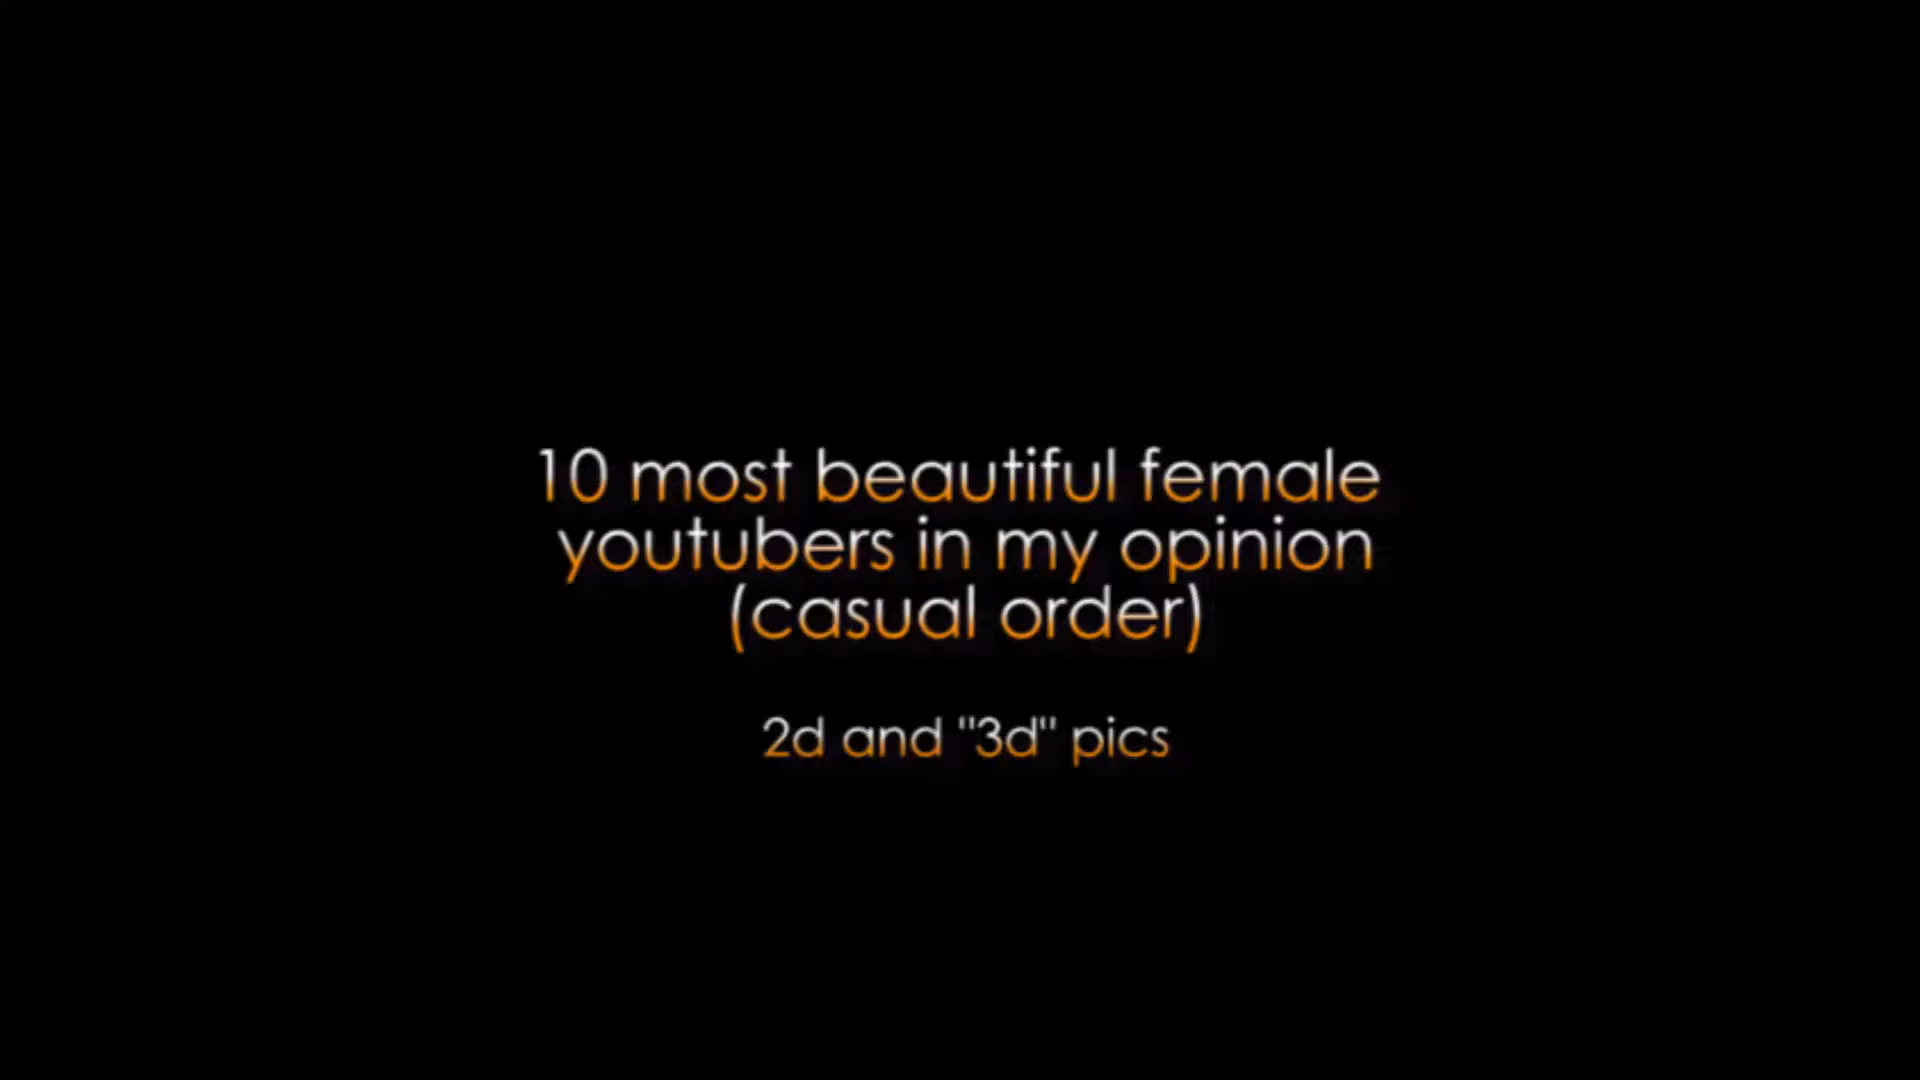 10 most beautiful female
youtubers in my opinion
(casual order)
2d and "3d" pics